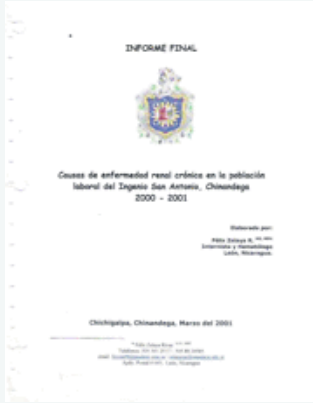 INFORME FINAL
Causas de enfermedad renal crónica en la población
laboral del Ingenio San Antonio, Chinandega
2000 - 2001
Elaborado por:
Félix Zelaya R.
Internista y Hematólogo
León, Nicaragua.
Chichigalpa, Chinandega, Marzo del 2001